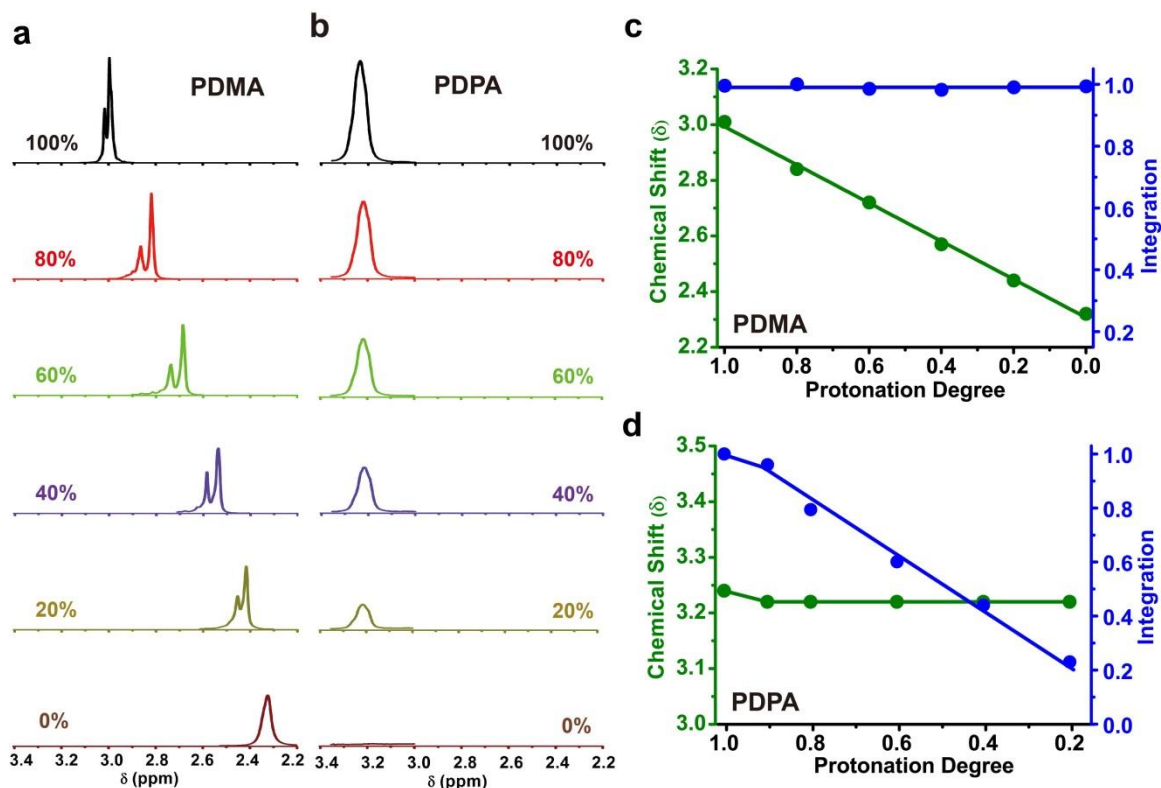 a
PDMA
100%
80%
60%
40%
20%
0%
3.4 3.2 3.0 2.8 2.6 2.4 2.2
δ (ppm)
b
PDPA
100%
80%
60%
40%
20%
0%
3.4 3.2 3.0 2.8 2.6 2.4 2.2
δ (ppm)
c
3.2
3.0
2.8
2.6
2.4
2.2
Chemical Shift (δ)
1.0
0.8
0.6
0.4
0.2
Integration
PDMA
1.0 0.8 0.6 0.4 0.2 0.0
Protonation Degree
d
3.5
3.4
3.3
3.2
3.1
3.0
Chemical Shift (δ)
1.0
0.8
0.6
0.4
0.2
0.0
Integration
PDPA
1.0 0.8 0.6 0.4 0.2
Protonation Degree